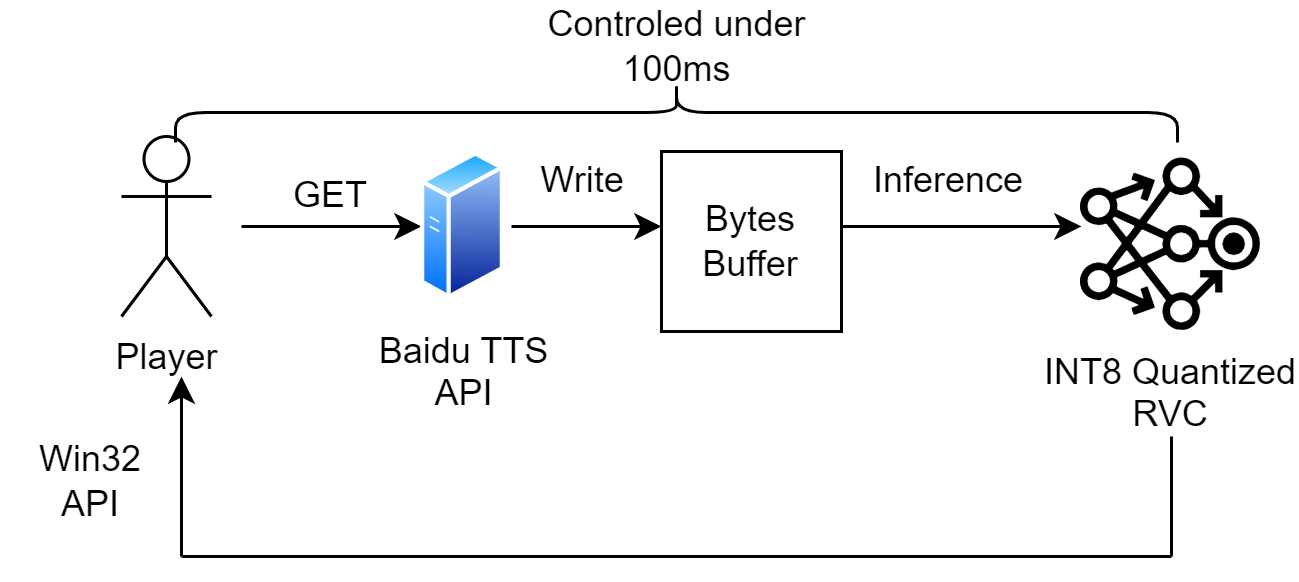 Controled under
100ms
GET
Write
Bytes
Buffer
Inference
Player
Baidu TTS
API
INT8 Quantized
RVC
Win32
API